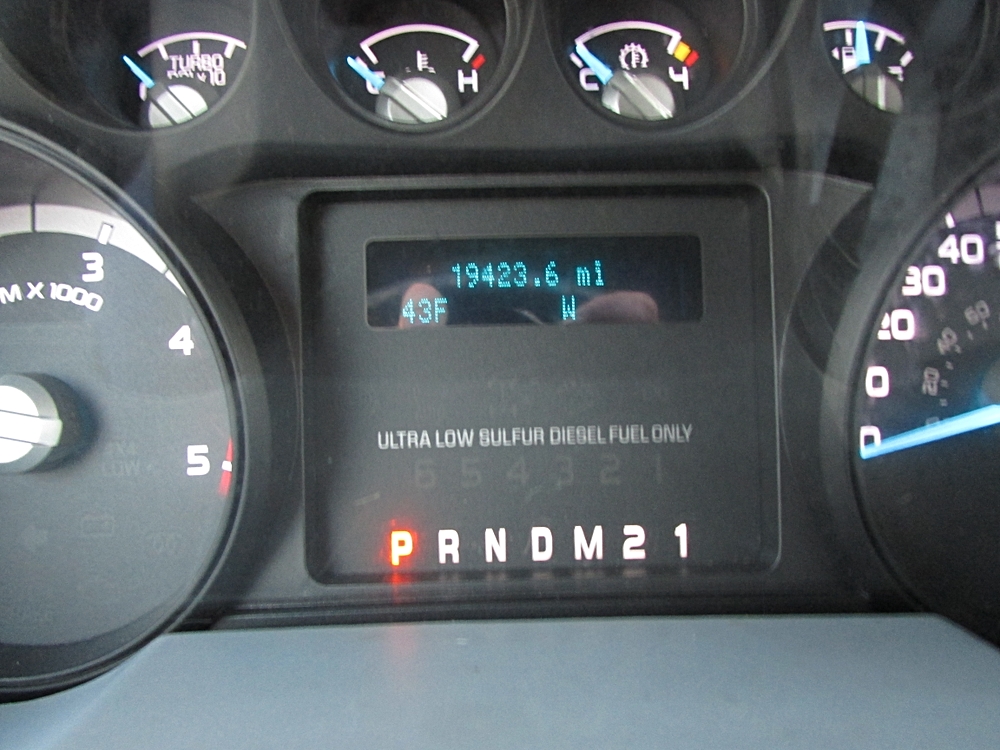 TURBO
C H
C 4
19423.6 mi
43F W
3
X 1000
4
5
40
30
20
0
0
ULTRA LOW SULFUR DIESEL FUEL ONLY
6 5 4 3 2 1
P R N D M 2 1